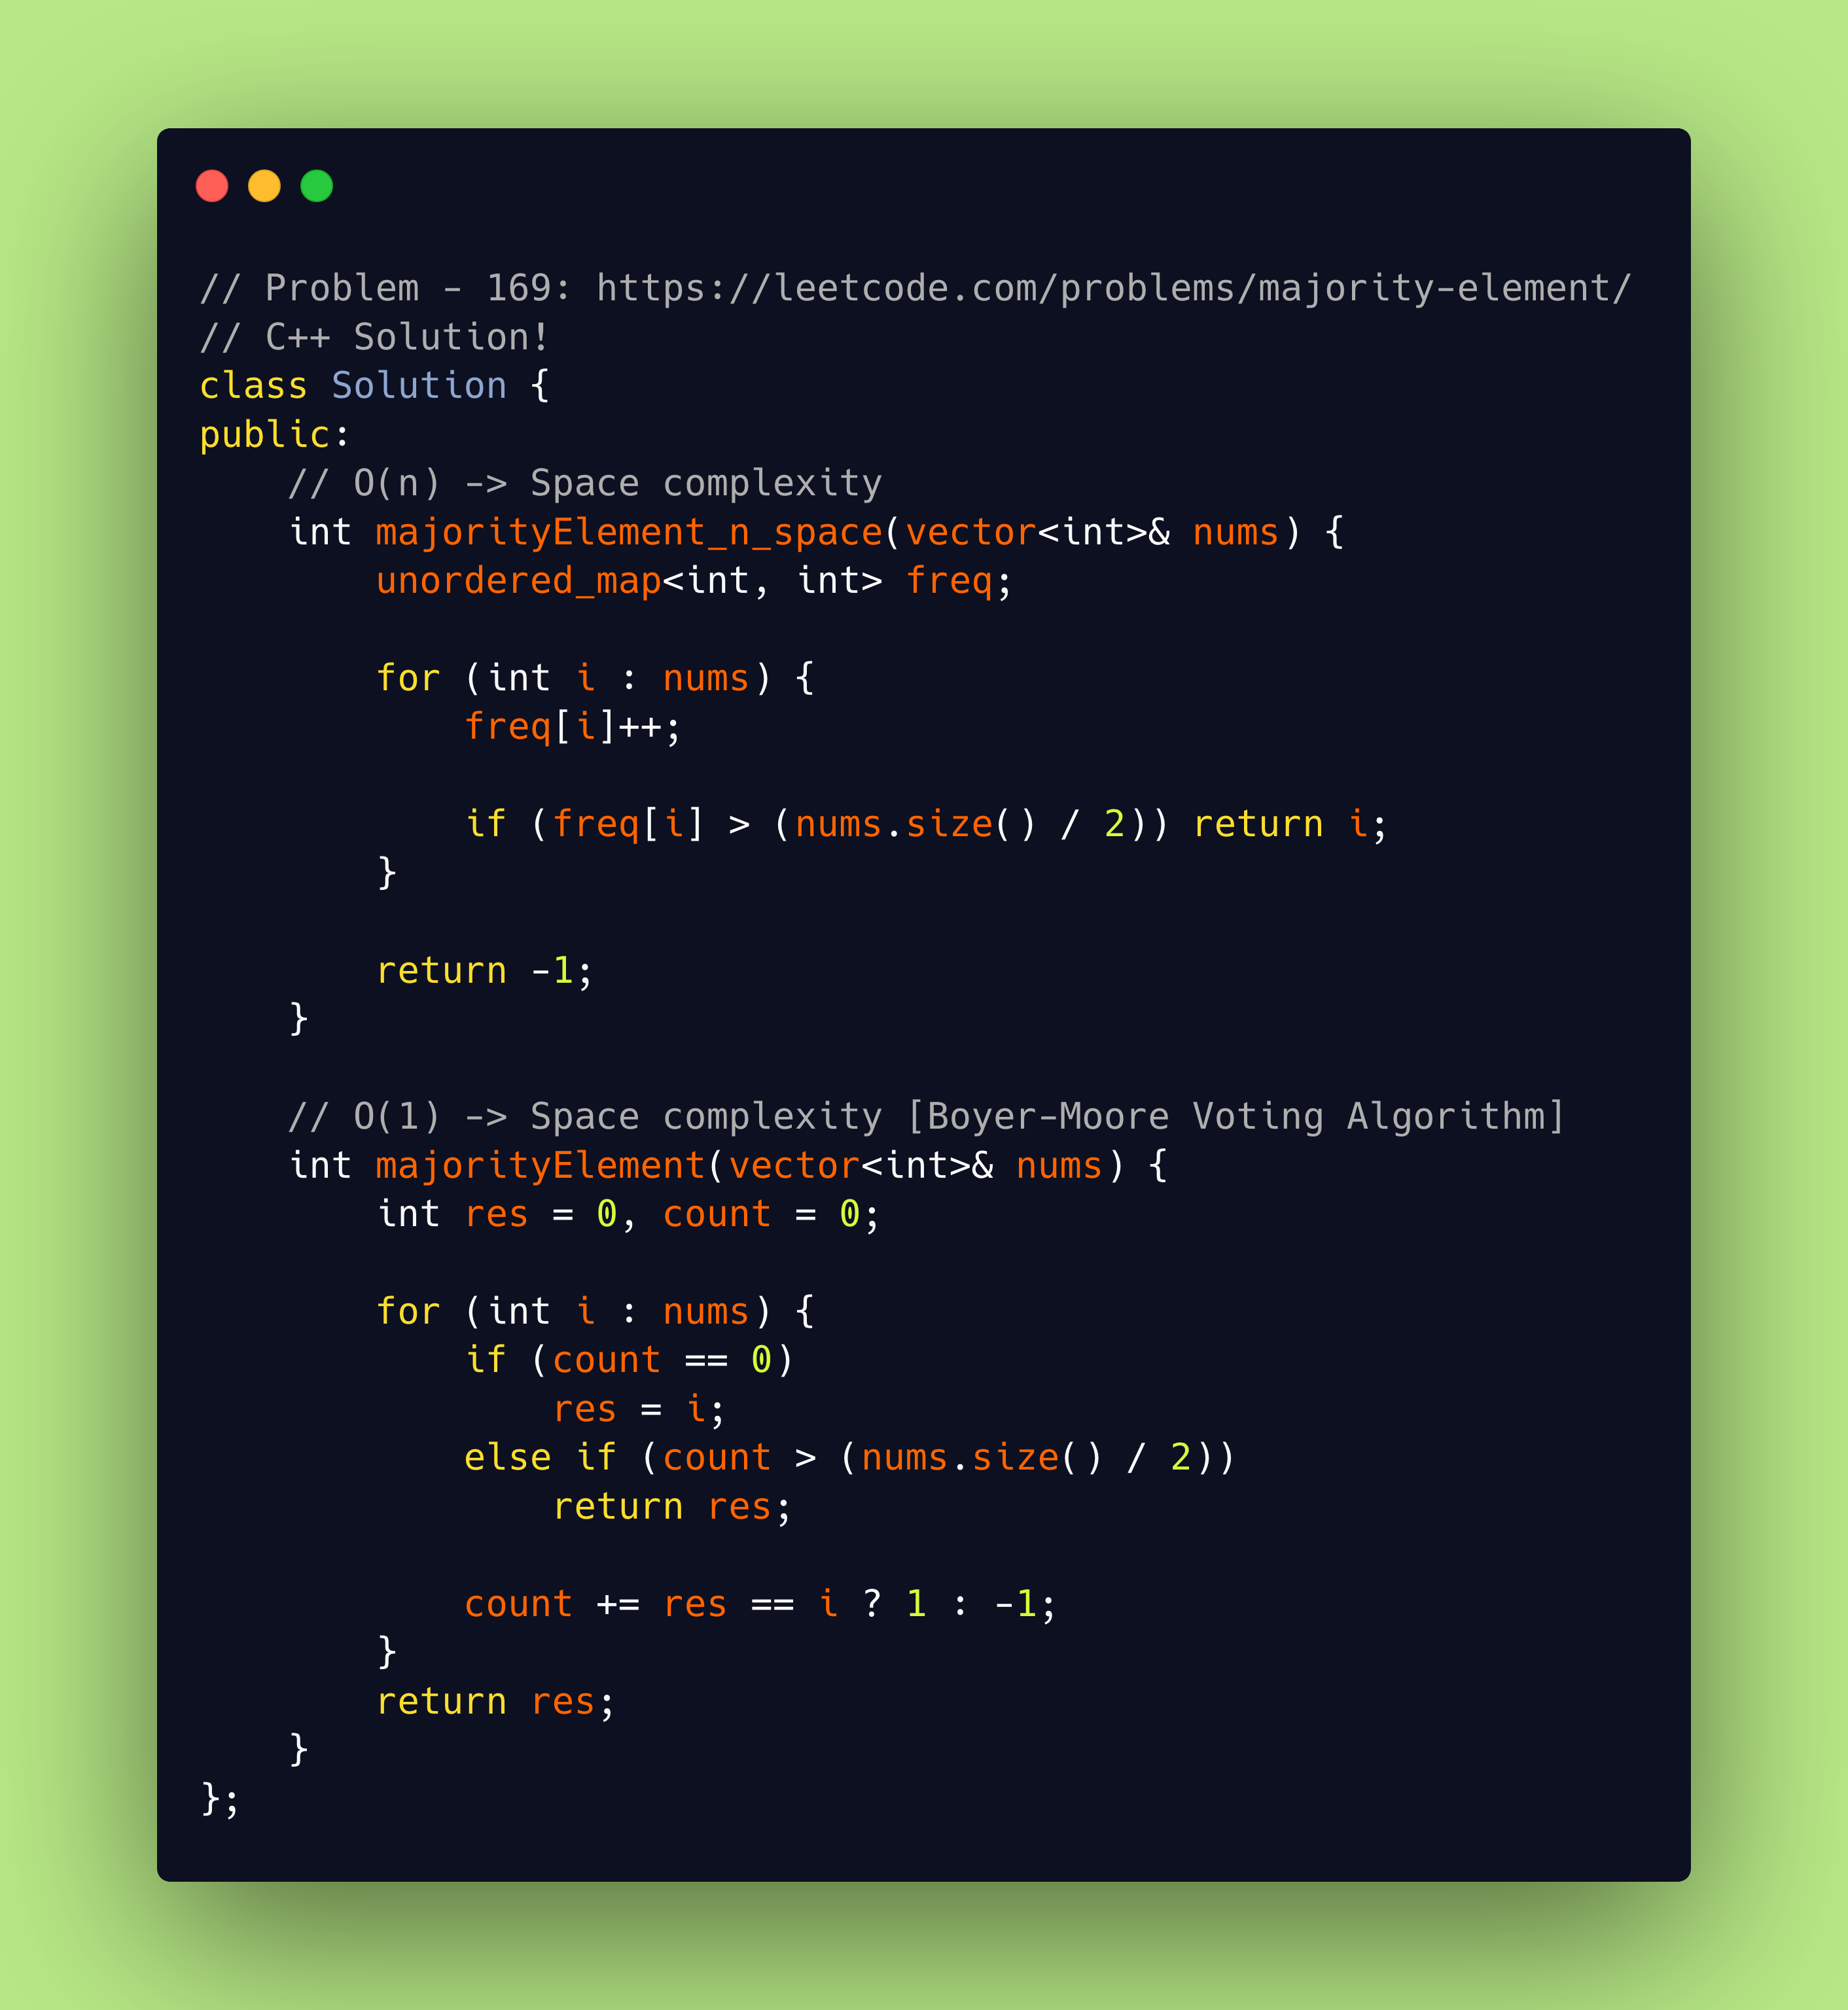 // Problem - 169: https://leetcode.com/problems/majority-element/
// C++ Solution!
class Solution {
public:
    // O(n) -> Space complexity
    int majorityElement_n_space(vector<int>& nums) {
        unordered_map<int, int> freq;

        for (int i : nums) {
            freq[i]++;

            if (freq[i] > (nums.size() / 2)) return i;
        }

        return -1;
    }

    // O(1) -> Space complexity [Boyer-Moore Voting Algorithm]
    int majorityElement(vector<int>& nums) {
        int res = 0, count = 0;

        for (int i : nums) {
            if (count == 0)
                res = i;
            else if (count > (nums.size() / 2))
                return res;

            count += res == i ? 1 : -1;
        }
        return res;
    }
};